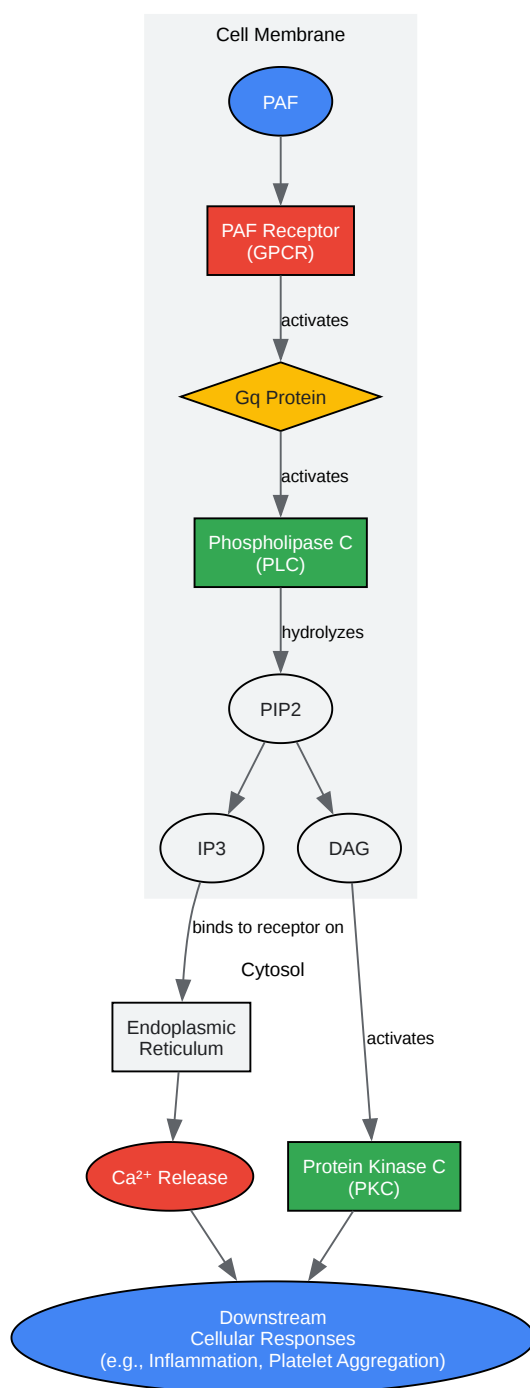 Cell Membrane
PAF
PAF Receptor
(GPCR)
activates
Gq Protein
activates
Phospholipase C
(PLC)
hydrolyzes
PIP2
IP3
DAG
binds to receptor on
Cytosol
Endoplasmic
Reticulum
activates
Ca²⁺ Release
Protein Kinase C
(PKC)
Downstream
Cellular Responses
(e.g., Inflammation, Platelet Aggregation)